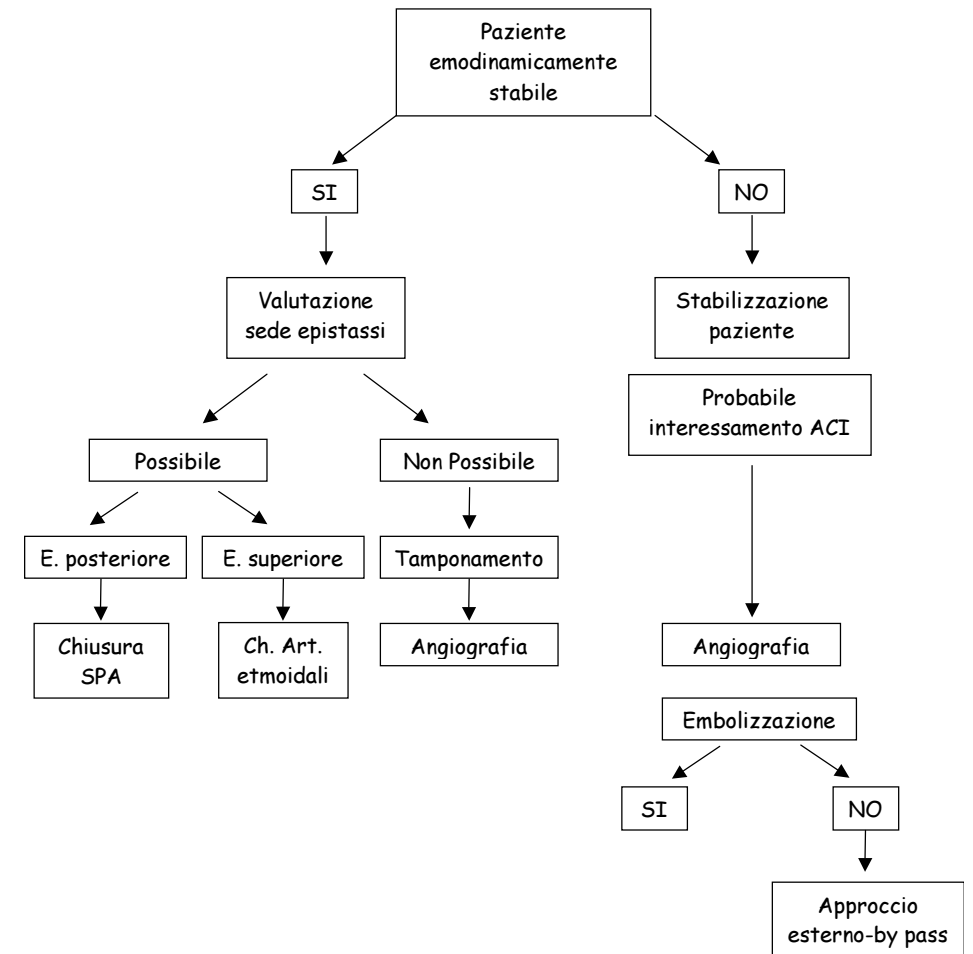 Paziente
emodinamicamente
stabile
SI
NO
Valutazione
sede epistassi
Stabilizzazione
paziente
Probabile
interessamento ACI
Possibile
Non Possibile
E. posteriore
E. superiore
Tamponamento
Chiusura
SPA
Ch. Art.
etmoidali
Angiografia
Angiografia
Embolizzazione
SI
NO
Approccio
esterno-by pass